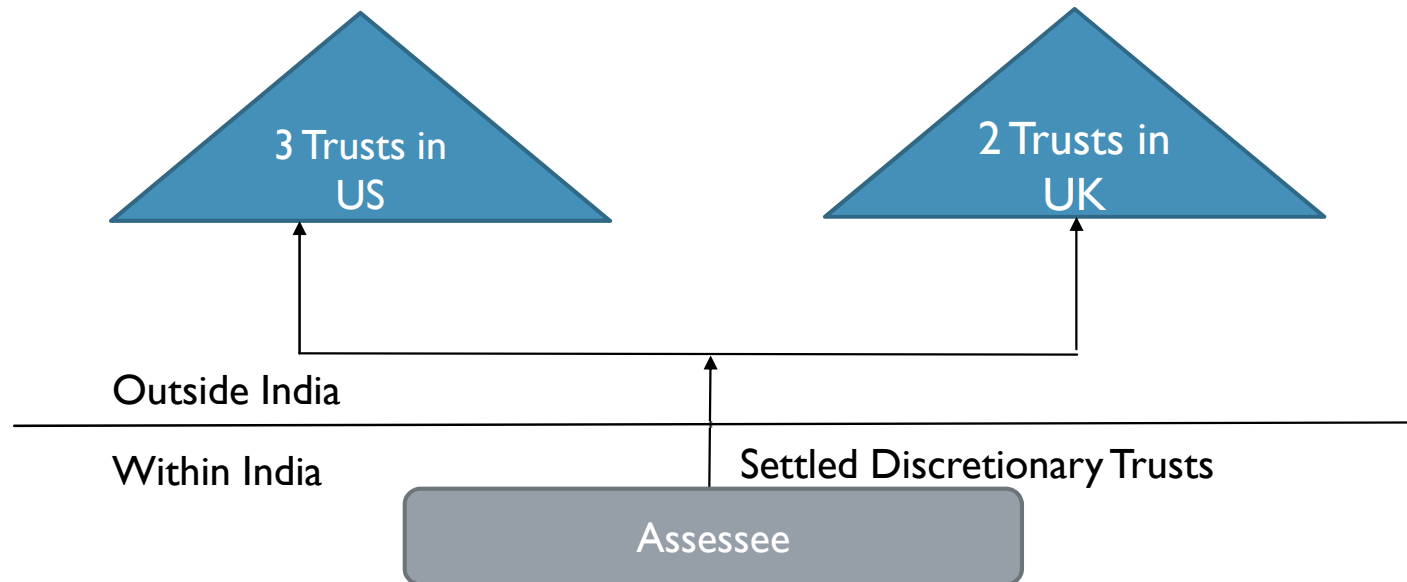 3 Trusts in
US
2 Trusts in
UK
Outside India
Within India
Settled Discretionary Trusts
Assessee